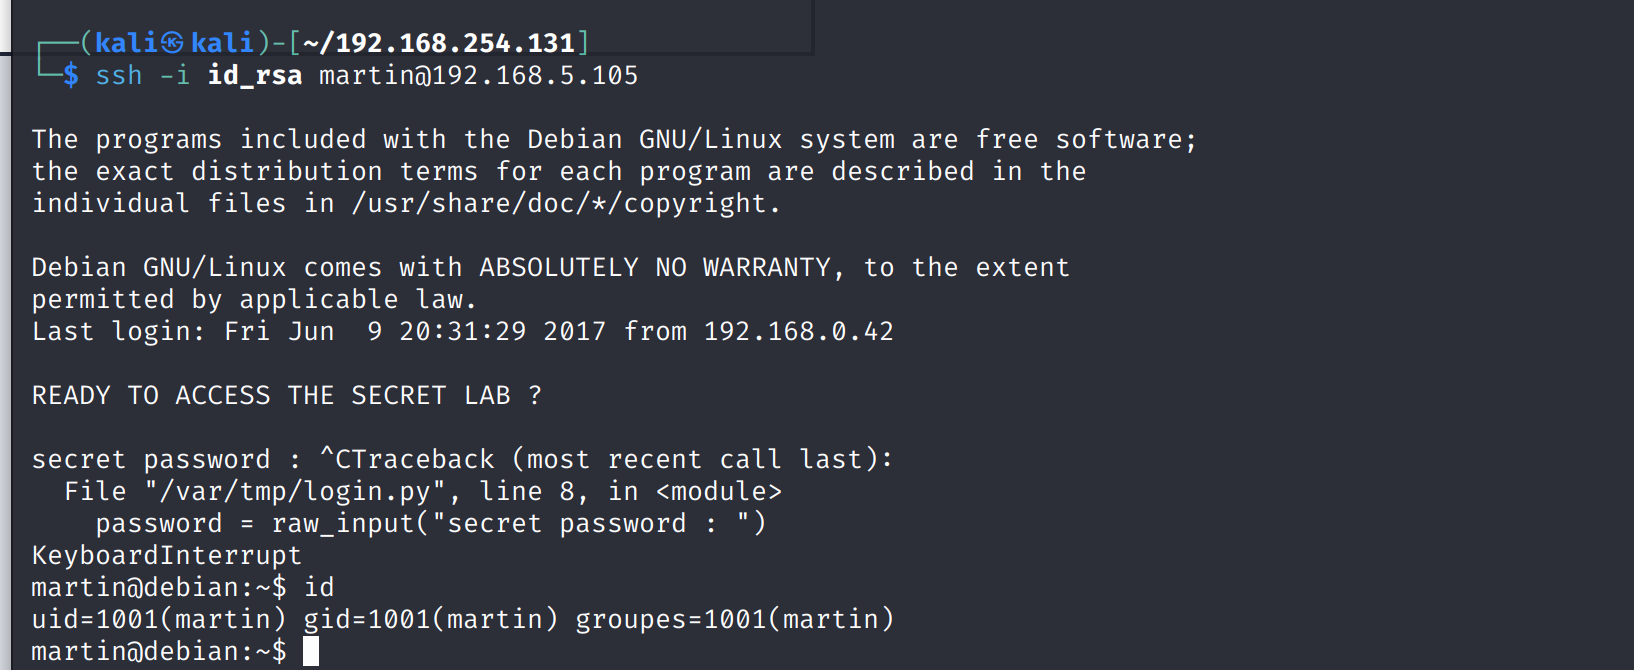 ┌──(kali㉿kali)-[~/192.168.254.131]
└─$ ssh -i id_rsa martin@192.168.5.105
The programs included with the Debian GNU/Linux system are free software;
the exact distribution terms for each program are described in the
individual files in /usr/share/doc/*/copyright.
Debian GNU/Linux comes with ABSOLUTELY NO WARRANTY, to the extent
permitted by applicable law.
Last login: Fri Jun  9 20:31:29 2017 from 192.168.0.42
READY TO ACCESS THE SECRET LAB ?
secret password : ^CTraceback (most recent call last):
  File "/var/tmp/login.py", line 8, in <module>
    password = raw_input("secret password : ")
KeyboardInterrupt
martin@debian:~$ id
uid=1001(martin) gid=1001(martin) groupes=1001(martin)
martin@debian:~$